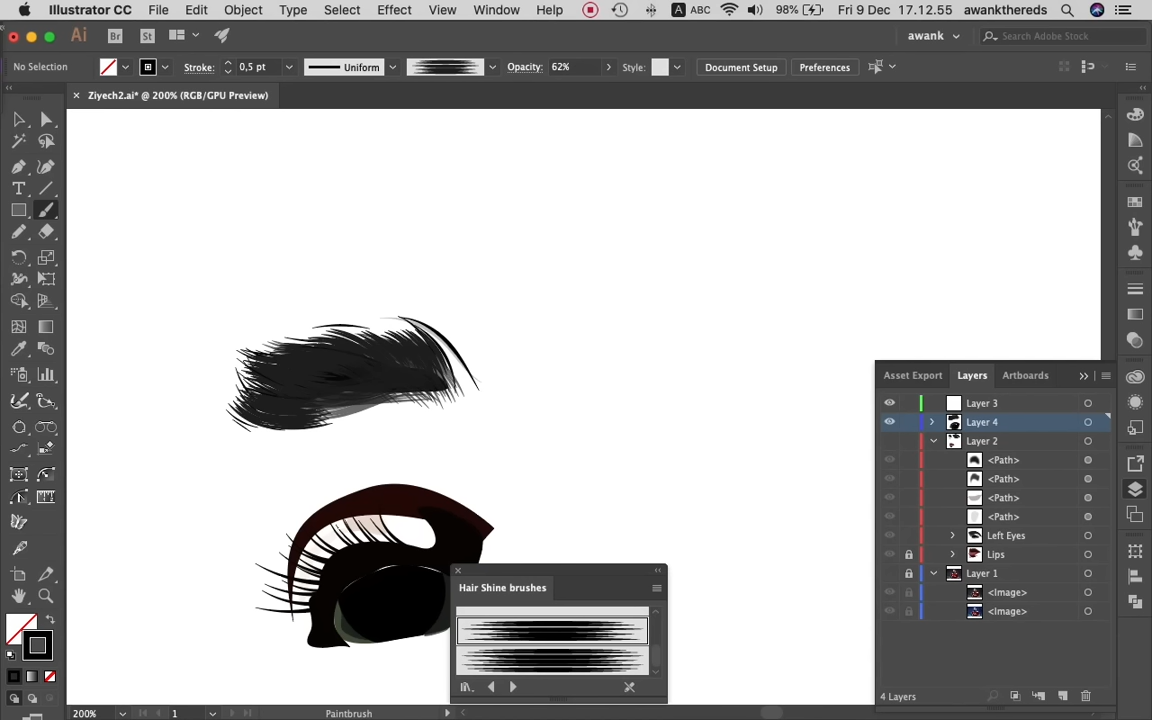 Illustrator CC File Edit Object Type Select Effect View Window Help A ABC 98% Fri 9 Dec 17.12.55 awankthereds
Ai Br St awank Search Adobe Stock
No Selection Stroke: 0,5 pt Uniform Opacity: 62% Style: Document Setup Preferences
× Ziyech2.ai* @ 200% (RGB/GPU Preview)
T
Asset Export Layers Artboards
Layer 3
Layer 4
Layer 2
<Path>
<Path>
<Path>
<Path>
Left Eyes
Lips
Layer 1
<Image>
<Image>
Hair Shine brushes
4 Layers
200% 1 Paintbrush